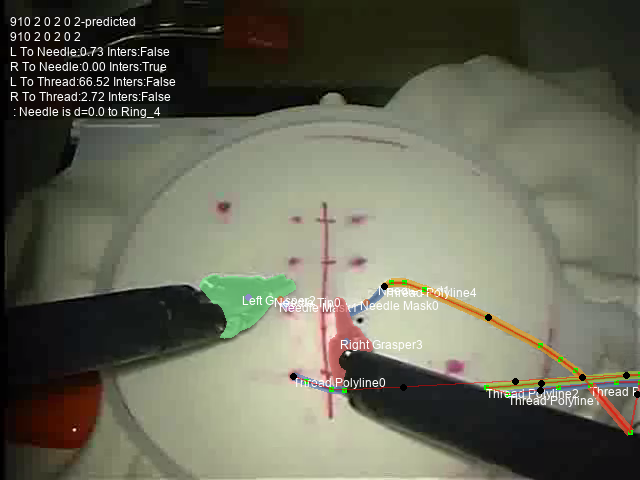 910 2 0 2 0 2-predicted
910 2 0 2 0 2
L To Needle:0.73 Inters:False
R To Needle:0.00 Inters:True
L To Thread:66.52 Inters:False
R To Thread:2.72 Inters:False
: Needle is d=0.0 to Ring_4
Thread Polyline4
Left Grasper2
Needle Mask0
Right Grasper3
Thread Polyline0
Thread Polyline2
Thread Polyline